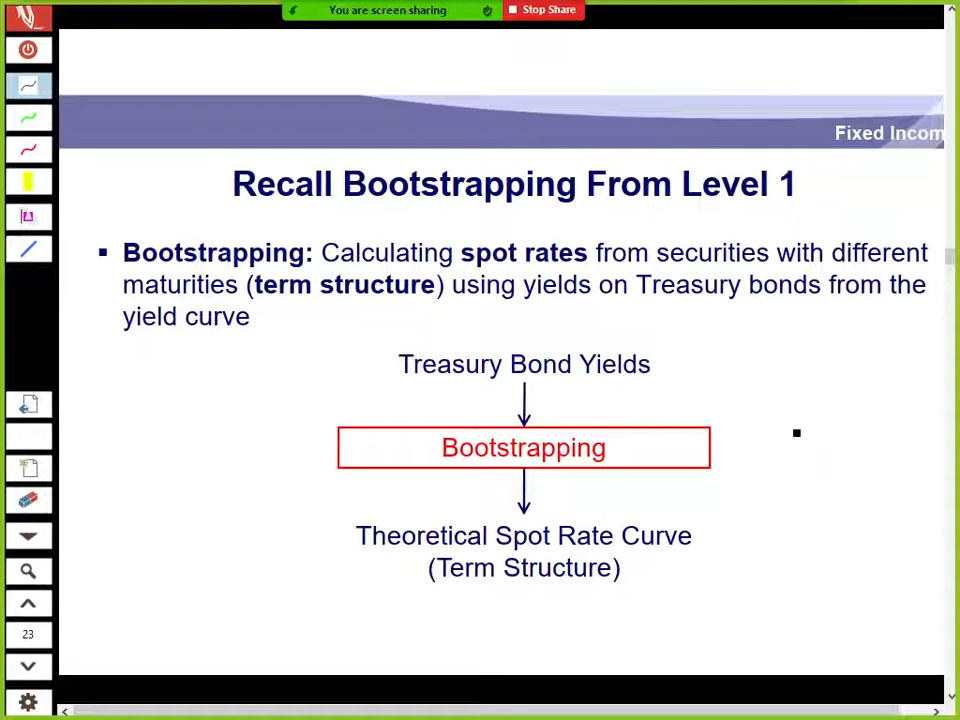 You are screen sharing
Stop Share
Fixed Incom
Recall Bootstrapping From Level 1
▪ Bootstrapping: Calculating spot rates from securities with different
maturities (term structure) using yields on Treasury bonds from the
yield curve
Treasury Bond Yields
Bootstrapping
Theoretical Spot Rate Curve
(Term Structure)
23